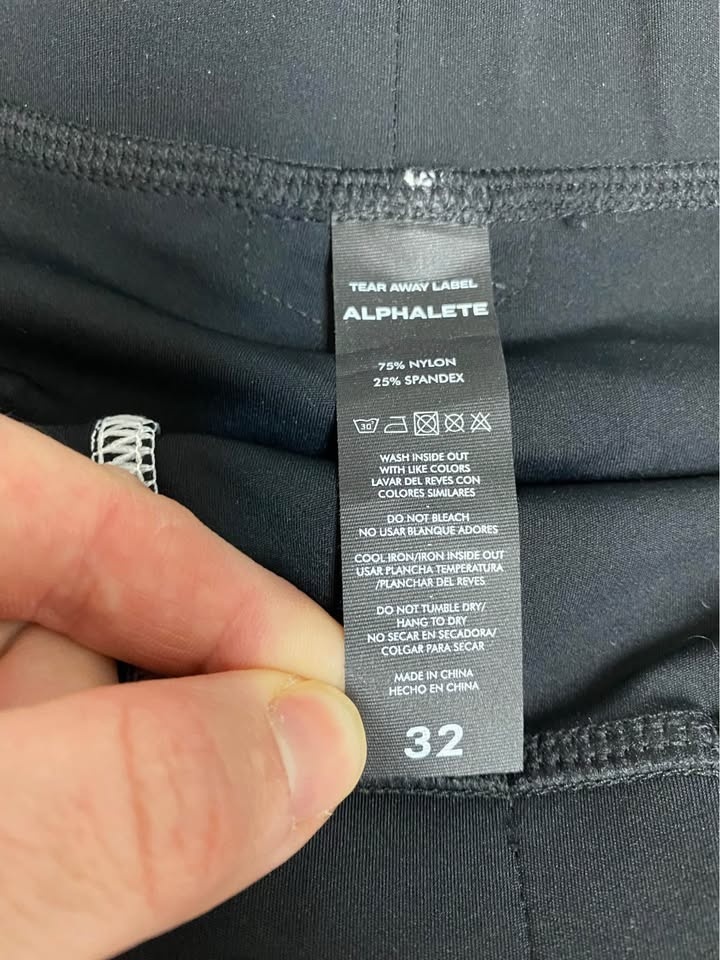 TEAR AWAY LABEL
ALPHALETE
75% NYLON
25% SPANDEX
30°
WASH INSIDE OUT
WITH LIKE COLORS
LAVAR DEL REVES CON
COLORES SIMILARES
DO NOT BLEACH
NO USAR BLANQUE ADORES
COOL IRON/IRON INSIDE OUT
USAR PLANCHA TEMPERATURA
/PLANCHAR DEL REVES
DO NOT TUMBLE DRY/
HANG TO DRY
NO SECAR EN SECADORA/
COLGAR PARA SECAR
MADE IN CHINA
HECHO EN CHINA
32